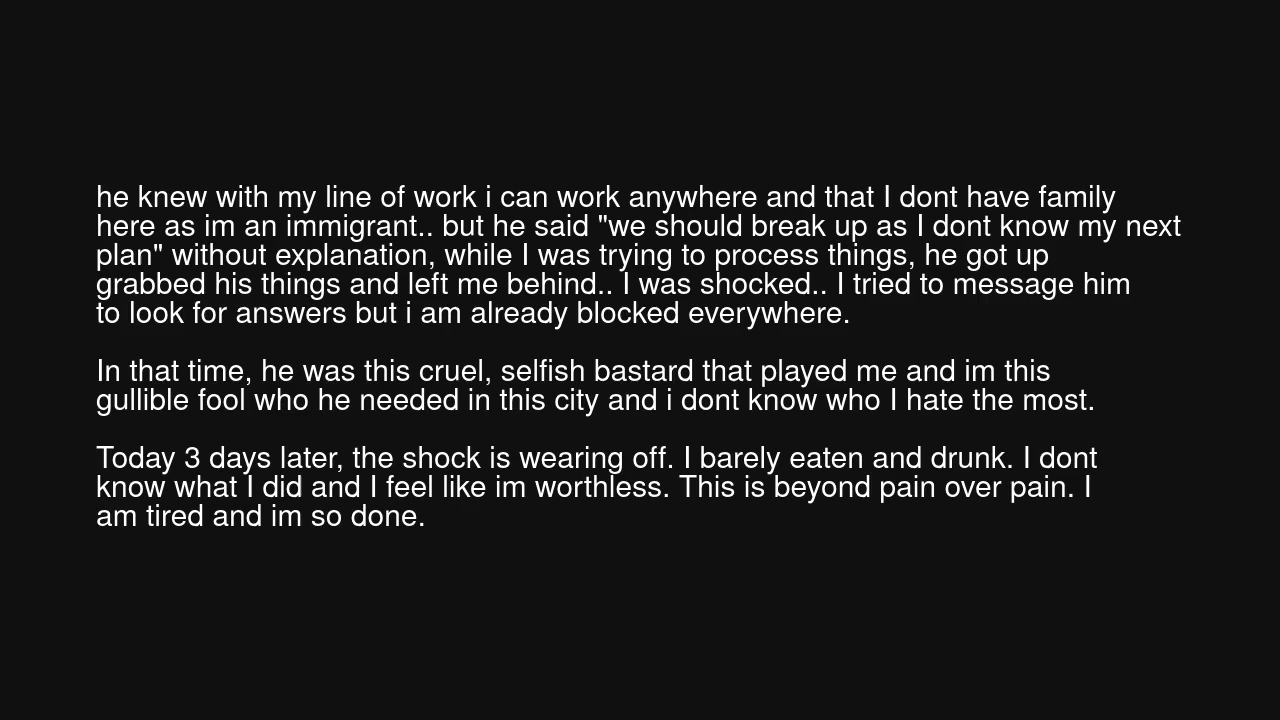 he knew with my line of work i can work anywhere and that I dont have family
here as im an immigrant.. but he said "we should break up as I dont know my next
plan" without explanation, while I was trying to process things, he got up
grabbed his things and left me behind.. I was shocked.. I tried to message him
to look for answers but i am already blocked everywhere.
In that time, he was this cruel, selfish bastard that played me and im this
gullible fool who he needed in this city and i dont know who I hate the most.
Today 3 days later, the shock is wearing off. I barely eaten and drunk. I dont
know what I did and I feel like im worthless. This is beyond pain over pain. I
am tired and im so done.